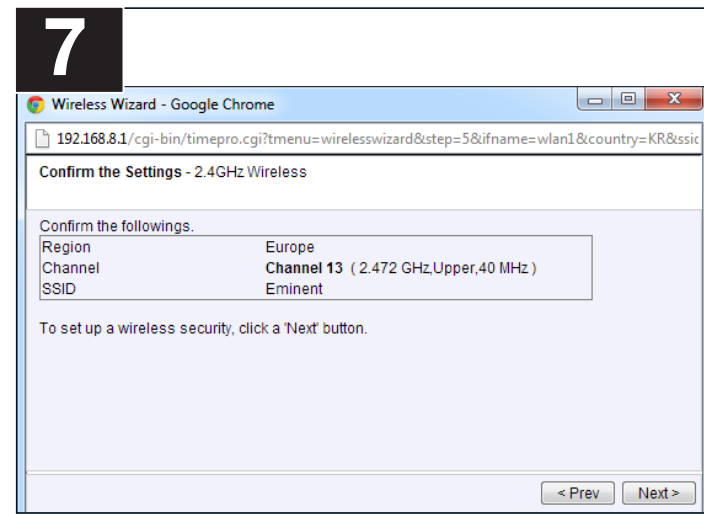 7
Wireless Wizard - Google Chrome
192.168.8.1/cgi-bin/timepro.cgi?tmenu=wirelesswizard&step=5&ifname=wlan1&country=KR&ssic
Confirm the Settings - 2.4GHz Wireless
Confirm the followings.
Region Europe
Channel Channel 13 ( 2.472 GHz,Upper,40 MHz )
SSID Eminent
To set up a wireless security, click a 'Next' button.
< Prev Next >